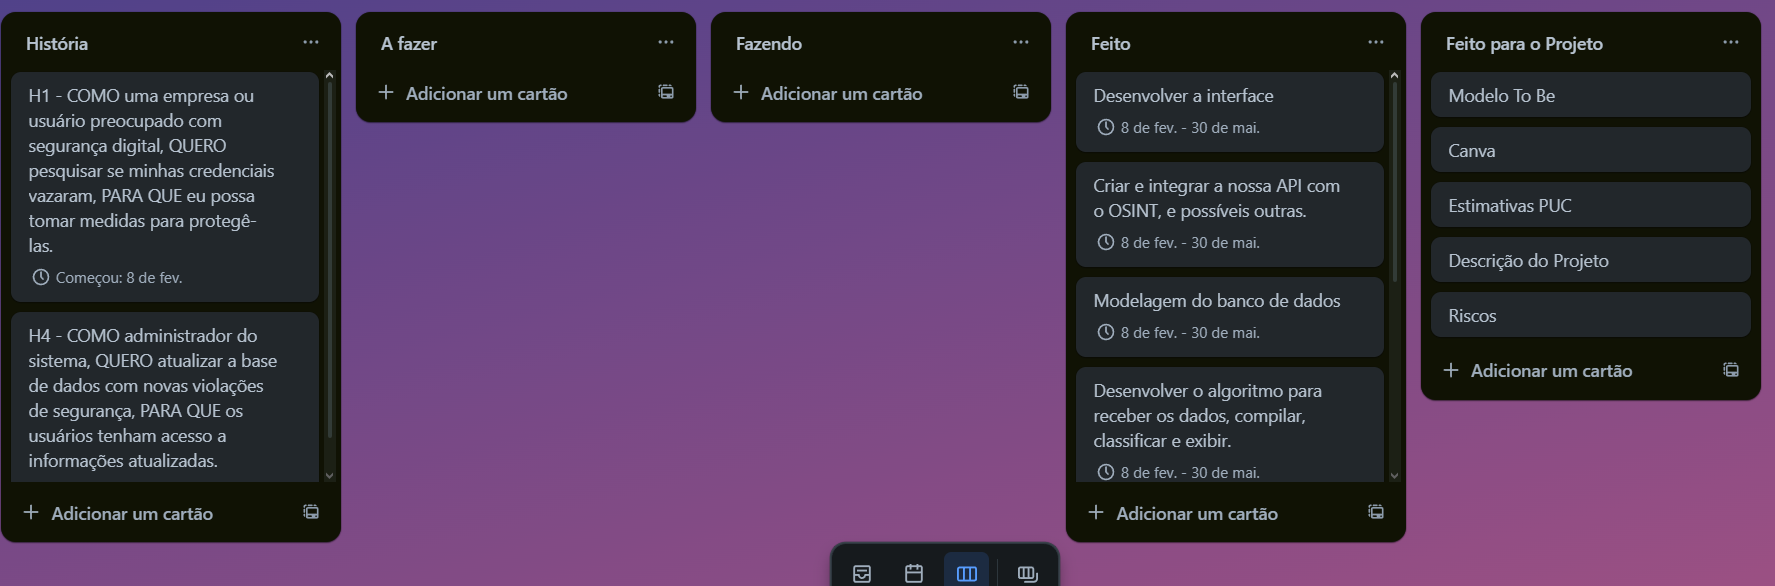 História
H1 - COMO uma empresa ou
usuário preocupado com
segurança digital, QUERO
pesquisar se minhas credenciais
vazaram, PARA QUE eu possa
tomar medidas para protegê-
las.
Começou: 8 de fev.
H4 - COMO administrador do
sistema, QUERO atualizar a base
de dados com novas violações
de segurança, PARA QUE os
usuários tenham acesso a
informações atualizadas.
Adicionar um cartão
A fazer
Adicionar um cartão
Fazendo
Adicionar um cartão
Feito
Desenvolver a interface
8 de fev. - 30 de mai.
Criar e integrar a nossa API com
o OSINT, e possíveis outras.
8 de fev. - 30 de mai.
Modelagem do banco de dados
8 de fev. - 30 de mai.
Desenvolver o algoritmo para
receber os dados, compilar,
classificar e exibir.
8 de fev. - 30 de mai.
Adicionar um cartão
Feito para o Projeto
Modelo To Be
Canva
Estimativas PUC
Descrição do Projeto
Riscos
Adicionar um cartão